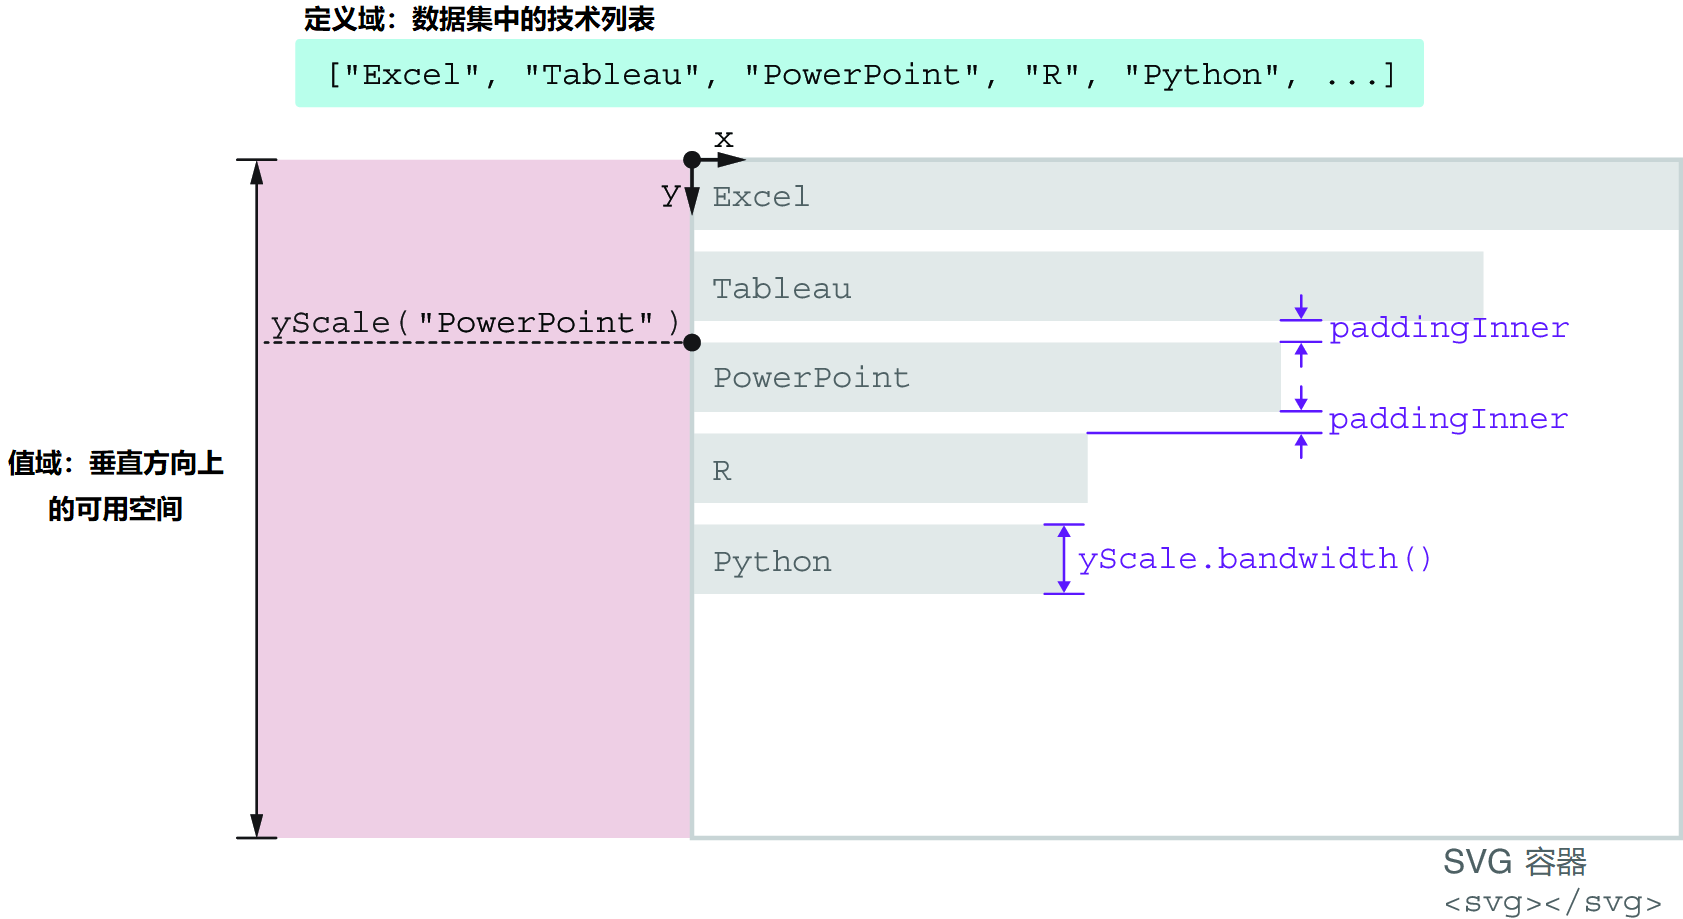 定义域：数据集中的技术列表
["Excel", "Tableau", "PowerPoint", "R", "Python", ...]
x
y
Excel
Tableau
yScale("PowerPoint")
paddingInner
PowerPoint
paddingInner
值域：垂直方向上
的可用空间
R
Python
yScale.bandwidth()
SVG 容器
<svg></svg>